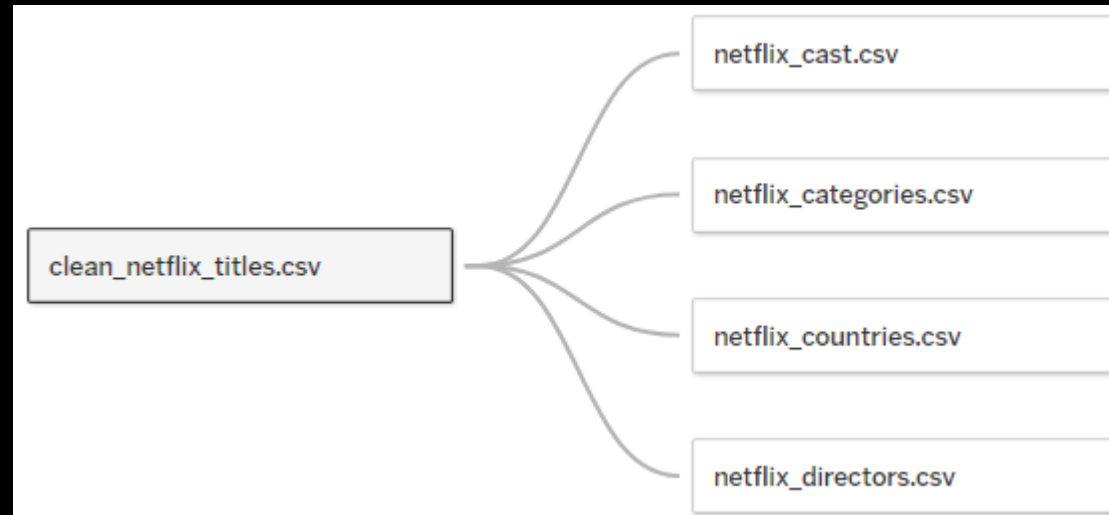 netflix_cast.csv
netflix_categories.csv
clean_netflix_titles.csv
netflix_countries.csv
netflix_directors.csv